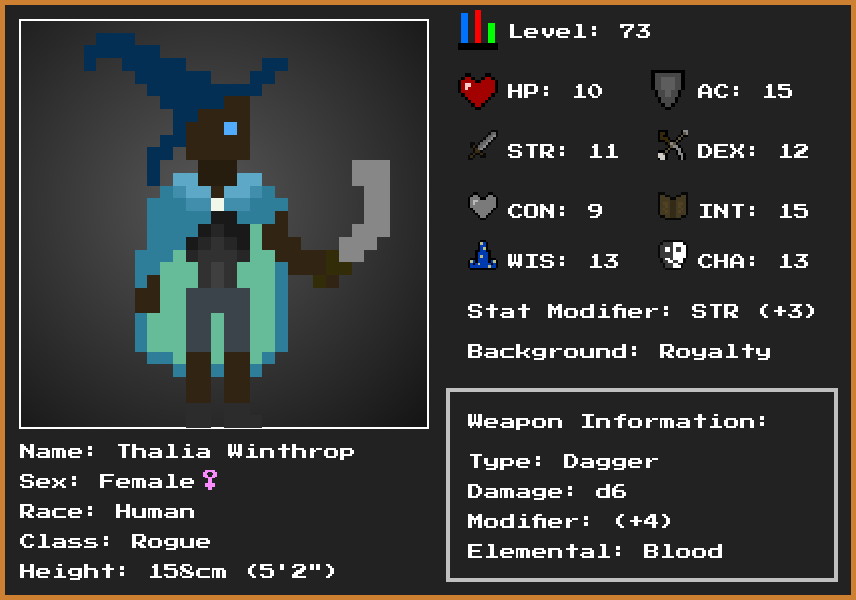 Level: 73
HP: 10 AC: 15
STR: 11 DEX: 12
CON: 9 INT: 15
WIS: 13 CHA: 13
Stat Modifier: STR (+3)
Background: Royalty
Weapon Information:
Type: Dagger
Damage: d6
Modifier: (+4)
Elemental: Blood
Name: Thalia Winthrop
Sex: Female♀
Race: Human
Class: Rogue
Height: 158cm (5'2")